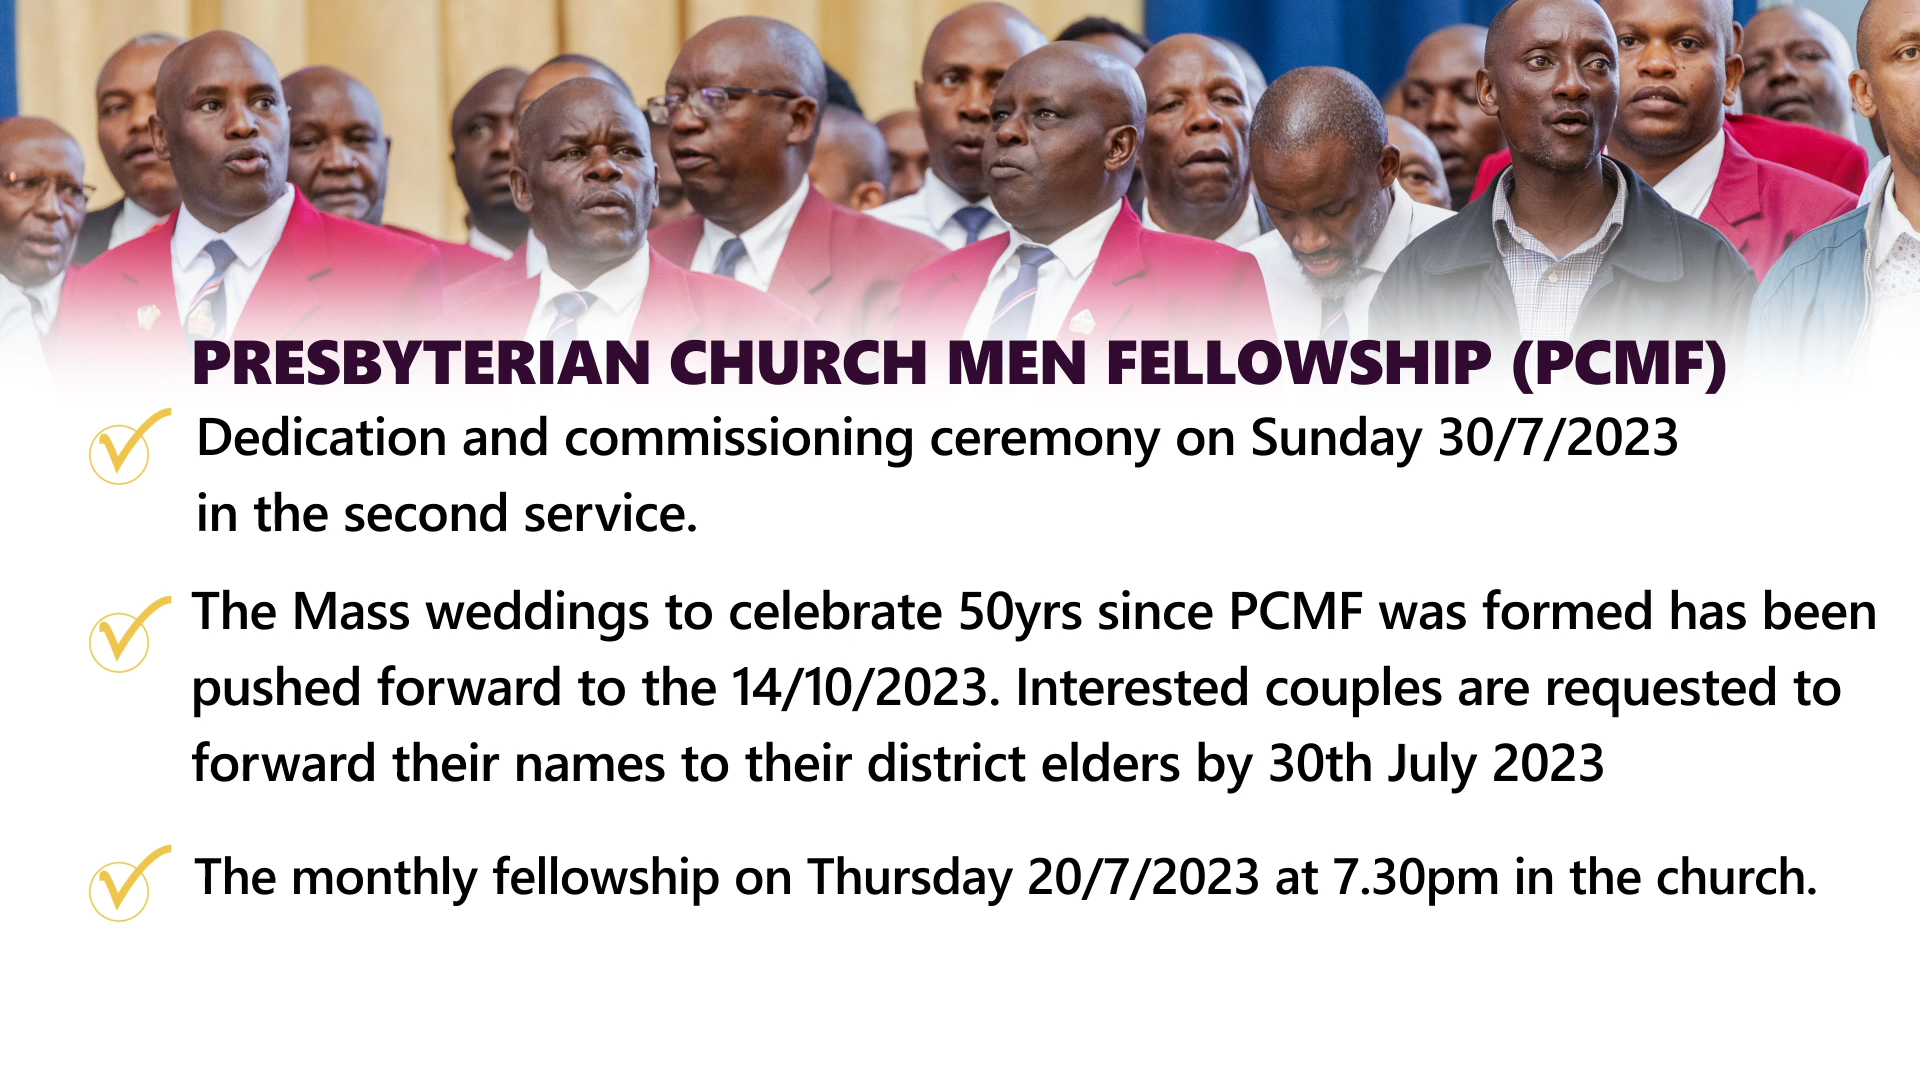 PRESBYTERIAN CHURCH MEN FELLOWSHIP (PCMF)
Dedication and commissioning ceremony on Sunday 30/7/2023
in the second service.
The Mass weddings to celebrate 50yrs since PCMF was formed has been
pushed forward to the 14/10/2023. Interested couples are requested to
forward their names to their district elders by 30th July 2023
The monthly fellowship on Thursday 20/7/2023 at 7.30pm in the church.